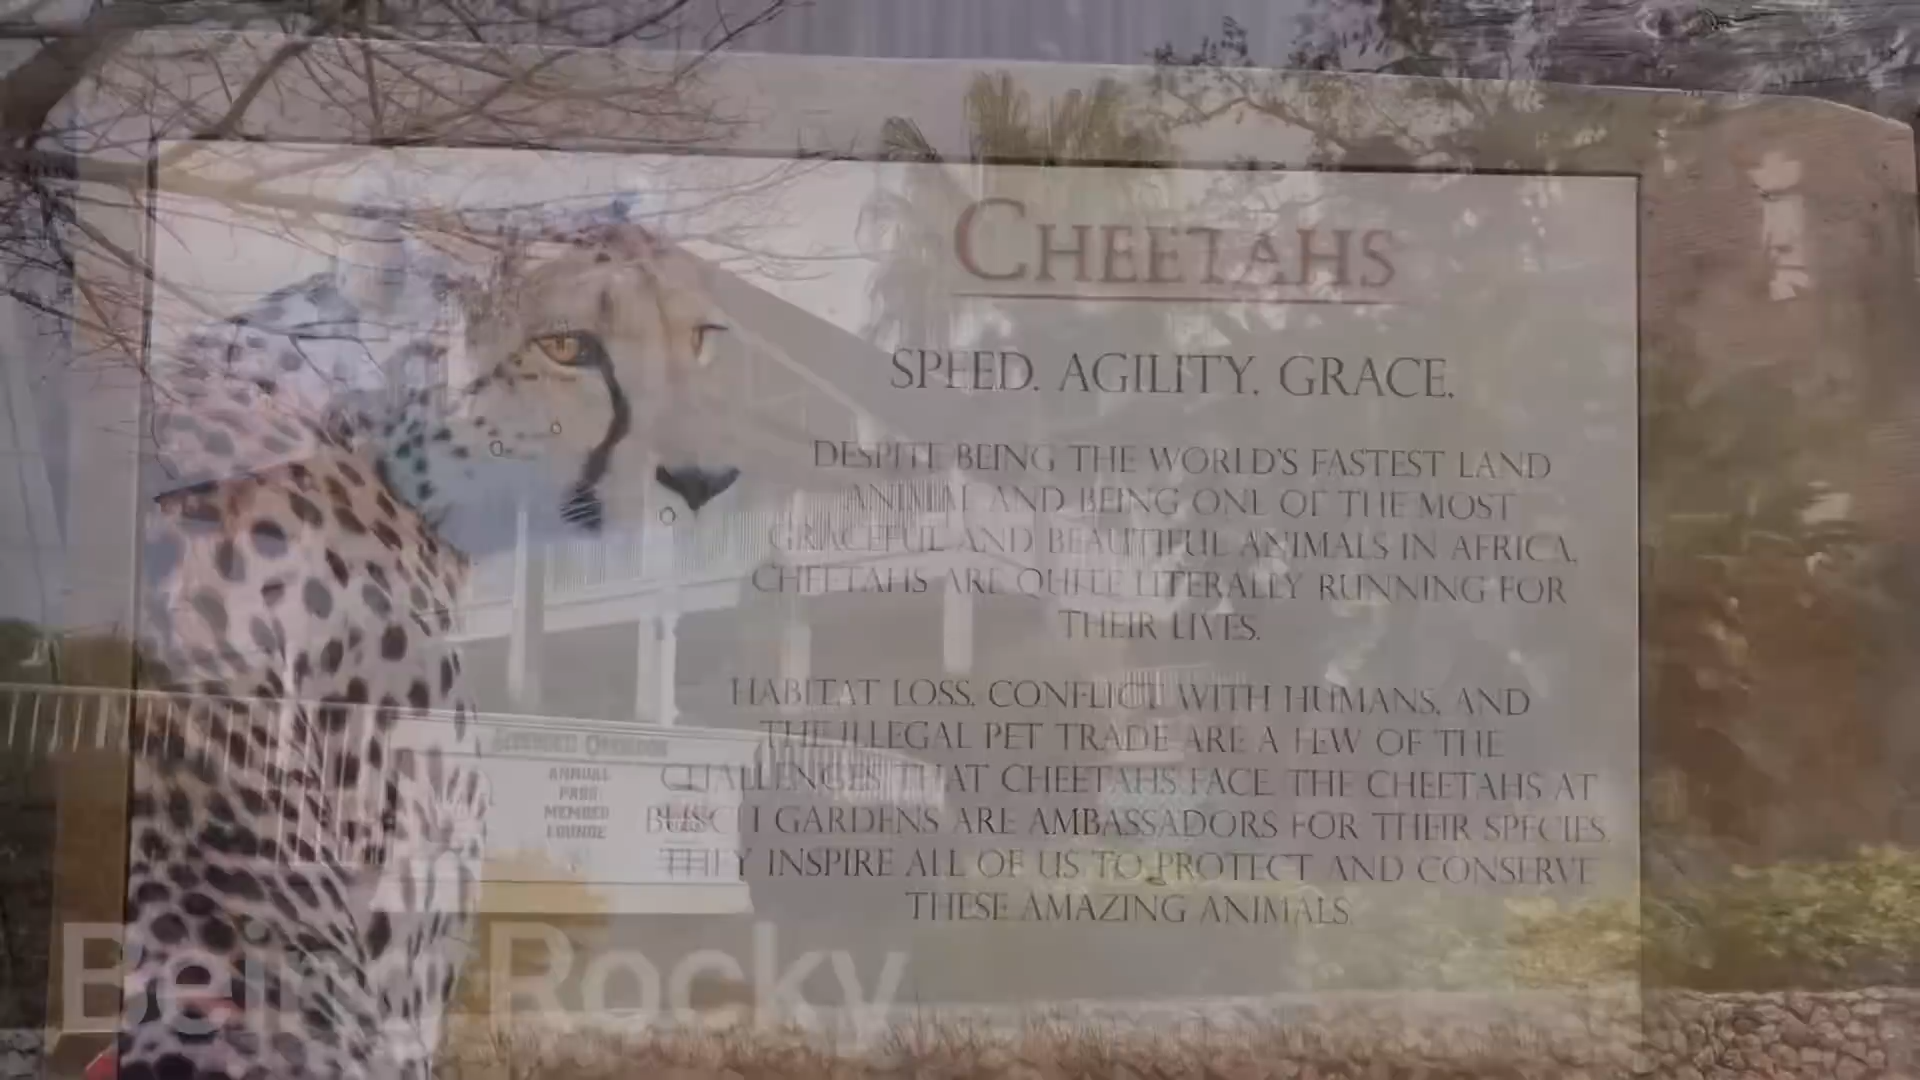 CHEETAHS
SPEED. AGILITY. GRACE.
DESPITE BEING THE WORLD'S FASTEST LAND
ANIMAL AND BEING ONE OF THE MOST
GRACEFUL AND BEAUTIFUL ANIMALS IN AFRICA,
CHEETAHS ARE QUITE LITERALLY RUNNING FOR
THEIR LIVES.
HABITAT LOSS, CONFLICT WITH HUMANS, AND
THE ILLEGAL PET TRADE ARE A FEW OF THE
CHALLENGES THAT CHEETAHS FACE. THE CHEETAHS AT
BUSCH GARDENS ARE AMBASSADORS FOR THEIR SPECIES.
THEY INSPIRE ALL OF US TO PROTECT AND CONSERVE
THESE AMAZING ANIMALS.
OVERLOOK
ANNUAL
PASS
MEMBER
LOUNGE
Being Rocky